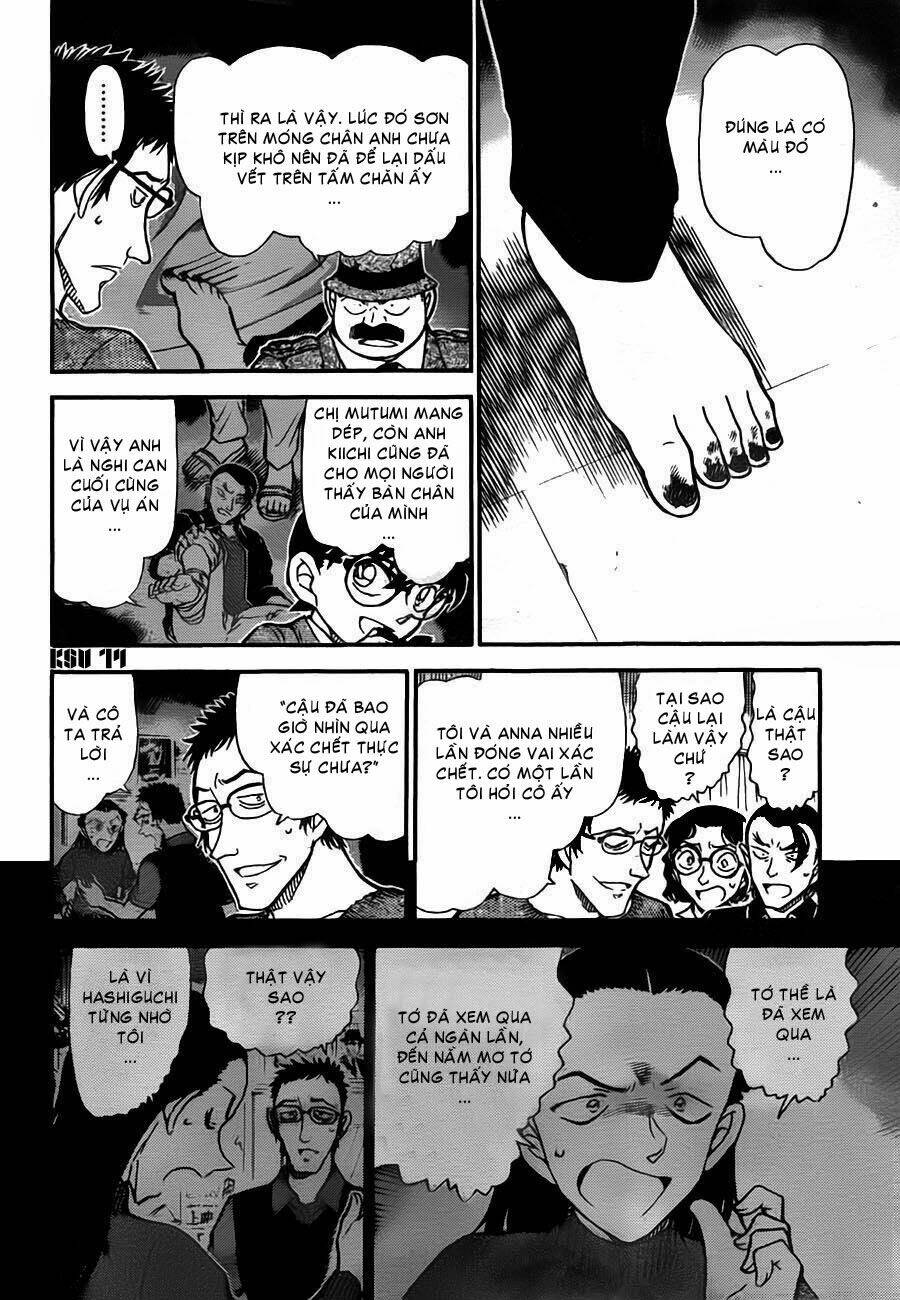 ĐÚNG LÀ CÓ
MÀU ĐỎ
...
THÌ RA LÀ VẬY. LÚC ĐÓ SƠN
TRÊN MÓNG CHÂN ANH CHƯA
KỊP KHÔ NÊN ĐÃ ĐỂ LẠI DẤU
VẾT TRÊN TẤM CHĂN ẤY
...
.........
CHỊ MUTUMI MANG
DÉP, CÒN ANH
KIICHI CŨNG ĐÃ
CHO MỌI NGƯỜI
THẤY BÀN CHÂN
CỦA MÌNH
...
VÌ VẬY ANH
LÀ NGHI CAN
CUỐI CÙNG
CỦA VỤ ÁN
...
KSU 14
LÀ CẬU
THẬT
SAO
?
TẠI SAO
CẬU LẠI
LÀM VẬY
CHỨ
?
TÔI VÀ ANNA NHIỀU
LẦN ĐÓNG VAI XÁC
CHẾT. CÓ MỘT LẦN
TÔI HỎI CÔ ẤY
...
"CẬU ĐÃ BAO
GIỜ NHÌN QUA
XÁC CHẾT THỰC
SỰ CHƯA?"
VÀ CÔ
TA TRẢ
LỜI
...
TỚ THỀ LÀ
ĐÃ XEM
QUA
...
TỚ ĐÃ XEM QUA
CẢ NGÀN LẦN,
ĐẾN NẰM MƠ TỚ
CŨNG THẤY NỮA
...
THẬT VẬY
SAO
??
LÀ VÌ
HASHIGUCHI
TỪNG NHỜ
TÔI
...